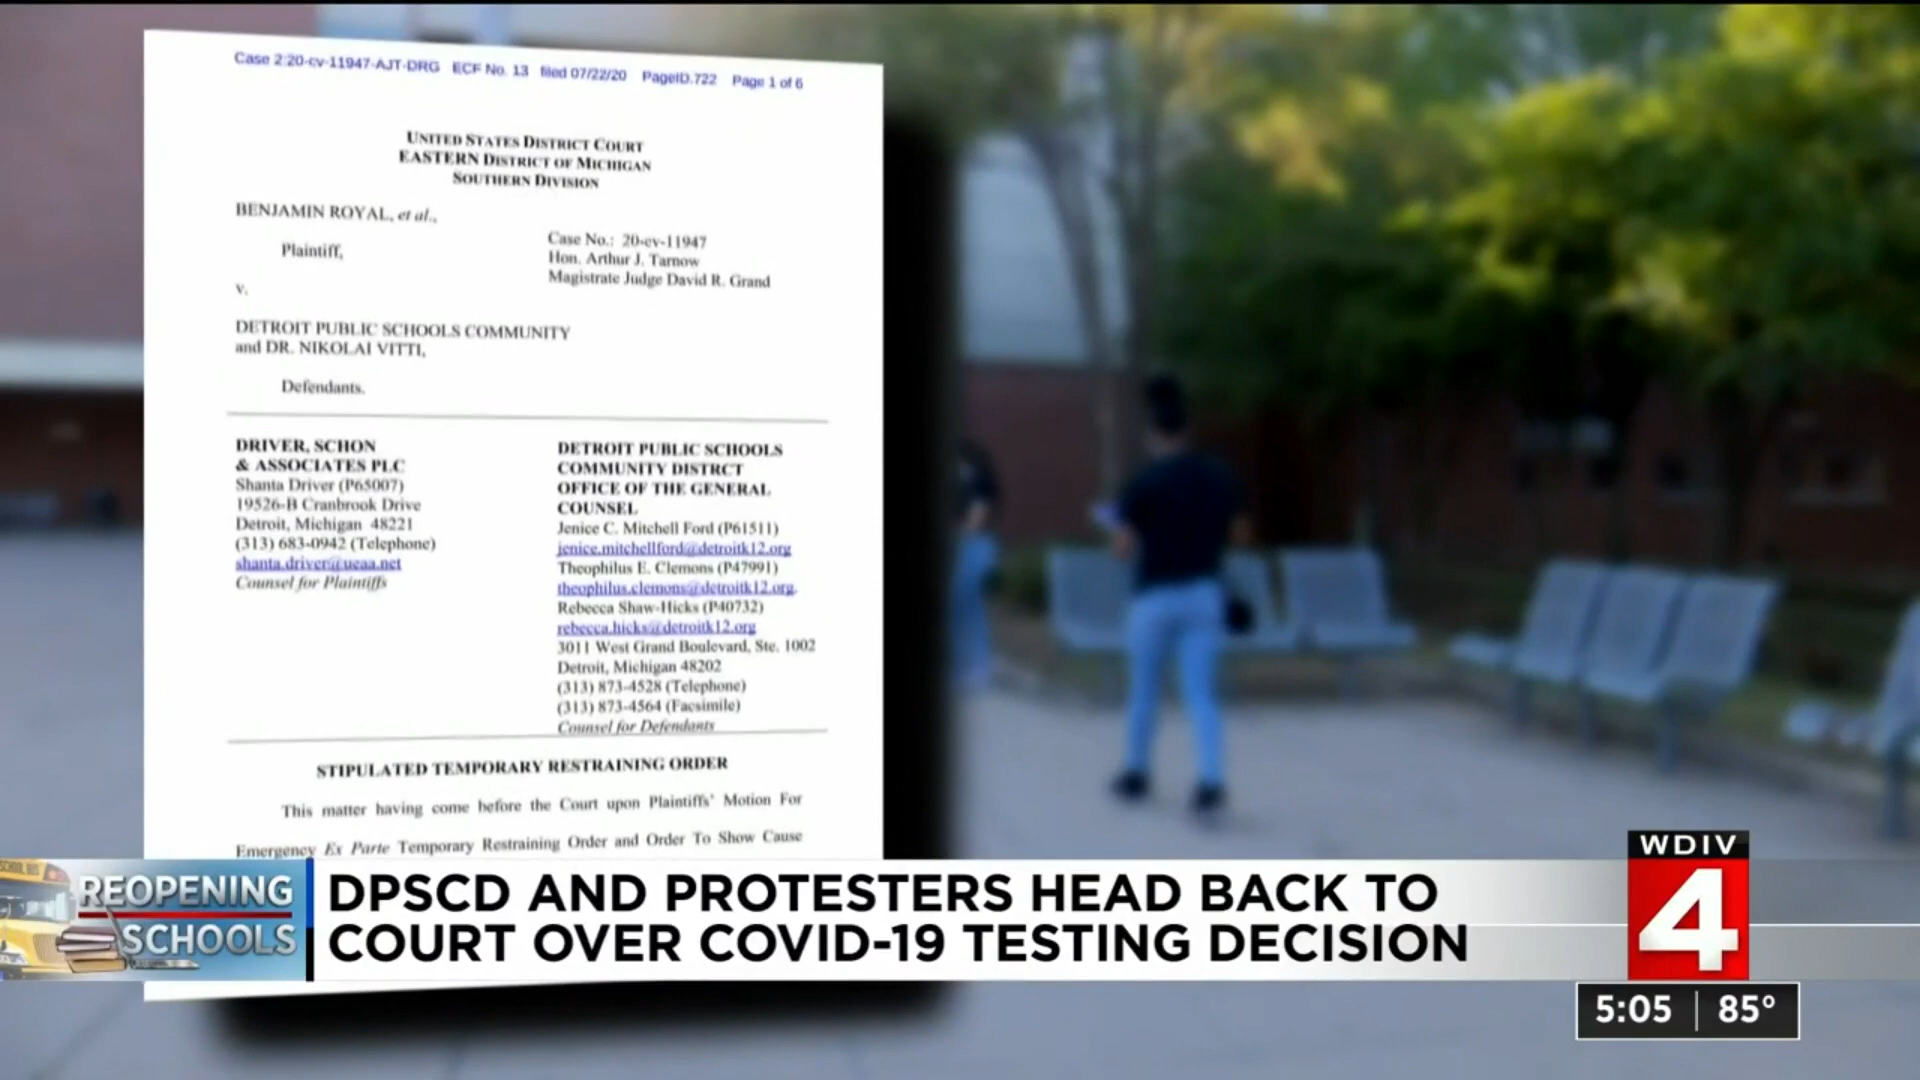 Case 2:20-cv-11947-AJT-DRG ECF No. 13 filed 07/22/20 PageID.722 Page 1 of 6
UNITED STATES DISTRICT COURT
EASTERN DISTRICT OF MICHIGAN
SOUTHERN DIVISION
BENJAMIN ROYAL, et al.,
Plaintiff,
Case No.: 20-cv-11947
Hon. Arthur J. Tarnow
Magistrate Judge David R. Grand
v.
DETROIT PUBLIC SCHOOLS COMMUNITY
and DR. NIKOLAI VITTI,
Defendants.
DRIVER, SCHON
& ASSOCIATES PLC
Shanta Driver (P65007)
19526-B Cranbrook Drive
Detroit, Michigan 48221
(313) 683-0942 (Telephone)
shanta.driver@ueaa.net
Counsel for Plaintiffs
DETROIT PUBLIC SCHOOLS
COMMUNITY DISTRCT
OFFICE OF THE GENERAL
COUNSEL
Jenice C. Mitchell Ford (P61511)
jenice.mitchellford@detroitk12.org
Theophilus E. Clemons (P47991)
theophilus.clemons@detroitk12.org.
Rebecca Shaw-Hicks (P40732)
rebecca.hicks@detroitk12.org
3011 West Grand Boulevard, Ste. 1002
Detroit, Michigan 48202
(313) 873-4528 (Telephone)
(313) 873-4564 (Facsimile)
Counsel for Defendants
STIPULATED TEMPORARY RESTRAINING ORDER
This matter having come before the Court upon Plaintiffs' Motion For
Emergency Ex Parte Temporary Restraining Order and Order To Show Cause
SCHOOL BUS
REOPENING
SCHOOLS
DPSCD AND PROTESTERS HEAD BACK TO
COURT OVER COVID-19 TESTING DECISION
WDIV
4
5:05 85°